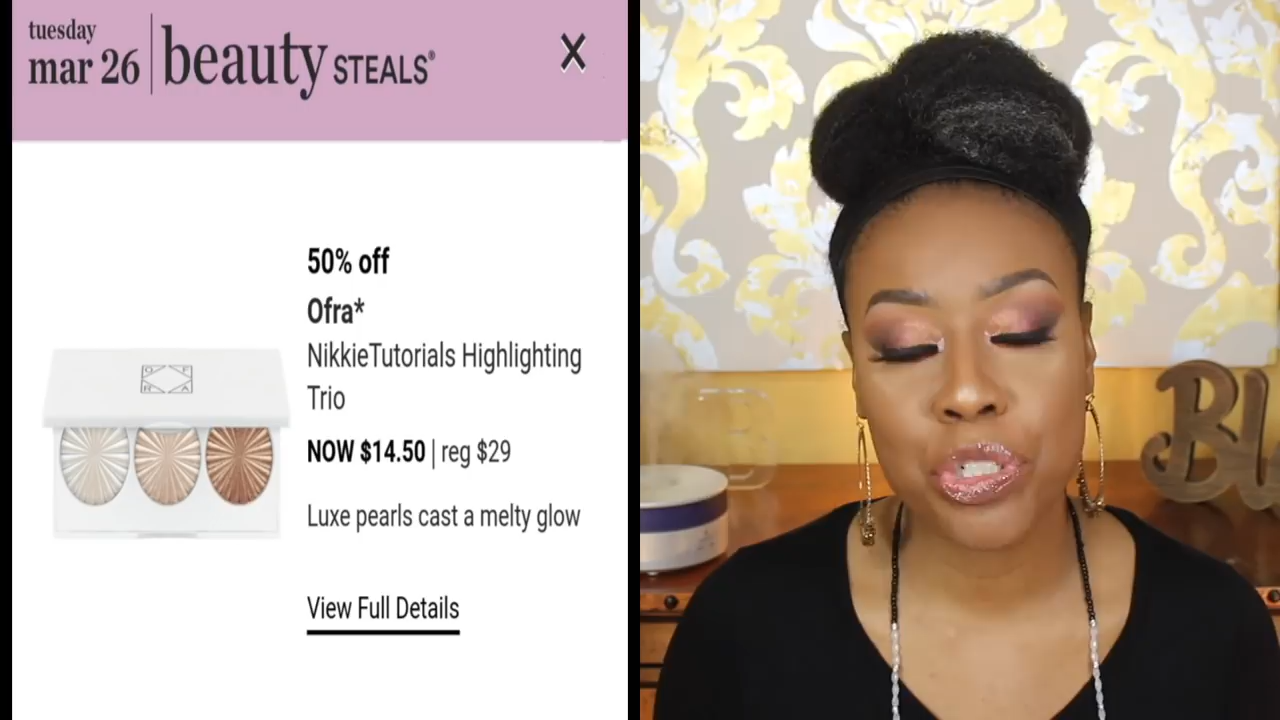 tuesday
mar 26
beauty STEALS®
X
50% off
Ofra*
NikkieTutorials Highlighting
Trio
NOW $14.50 | reg $29
Luxe pearls cast a melty glow
View Full Details
OFRA